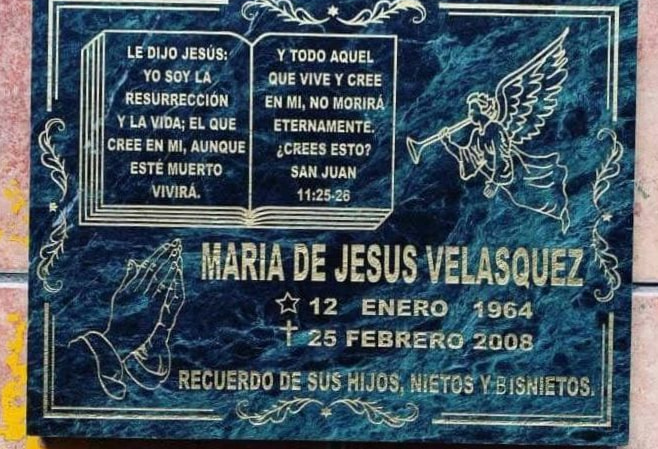 LE DIJO JESÚS:
YO SOY LA
RESURRECCIÓN
Y LA VIDA; EL QUE
CREE EN MI, AUNQUE
ESTÉ MUERTO
VIVIRÁ.
Y TODO AQUEL
QUE VIVE Y CREE
EN MI, NO MORIRÁ
ETERNAMENTE.
¿CREES ESTO?
SAN JUAN
11:25-26
MARIA DE JESUS VELASQUEZ
12 ENERO 1964
25 FEBRERO 2008
RECUERDO DE SUS HIJOS, NIETOS Y BISNIETOS.